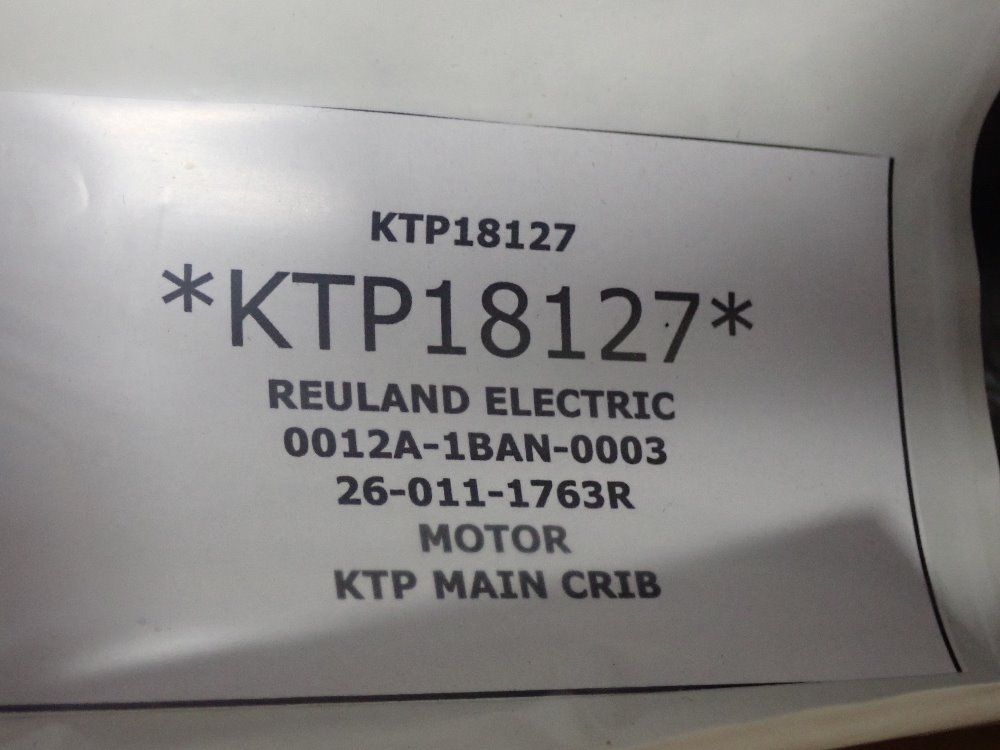 KTP18127
*KTP18127*
REULAND ELECTRIC
0012A-1BAN-0003
26-011-1763R
MOTOR
KTP MAIN CRIB